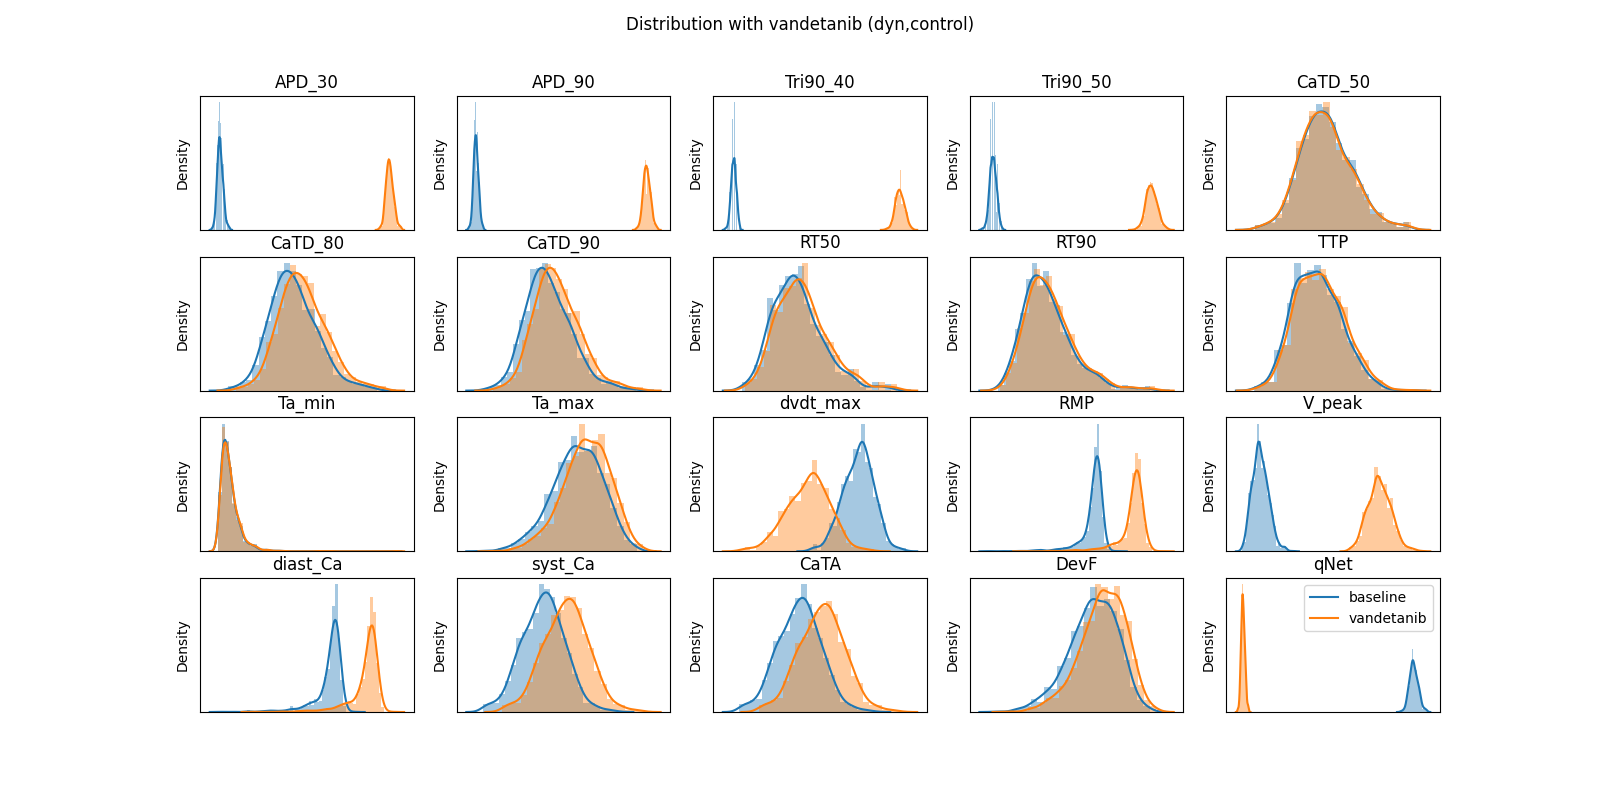 Distribution with vandetanib (dyn,control)
APD_30
APD_90
Tri90_40
Tri90_50
CaTD_50
Density
Density
Density
Density
Density
CaTD_80
CaTD_90
RT50
RT90
TTP
Density
Density
Density
Density
Density
Ta_min
Ta_max
dvdt_max
RMP
V_peak
Density
Density
Density
Density
Density
diast_Ca
syst_Ca
CaTA
DevF
qNet
Density
Density
Density
Density
Density
baseline
vandetanib